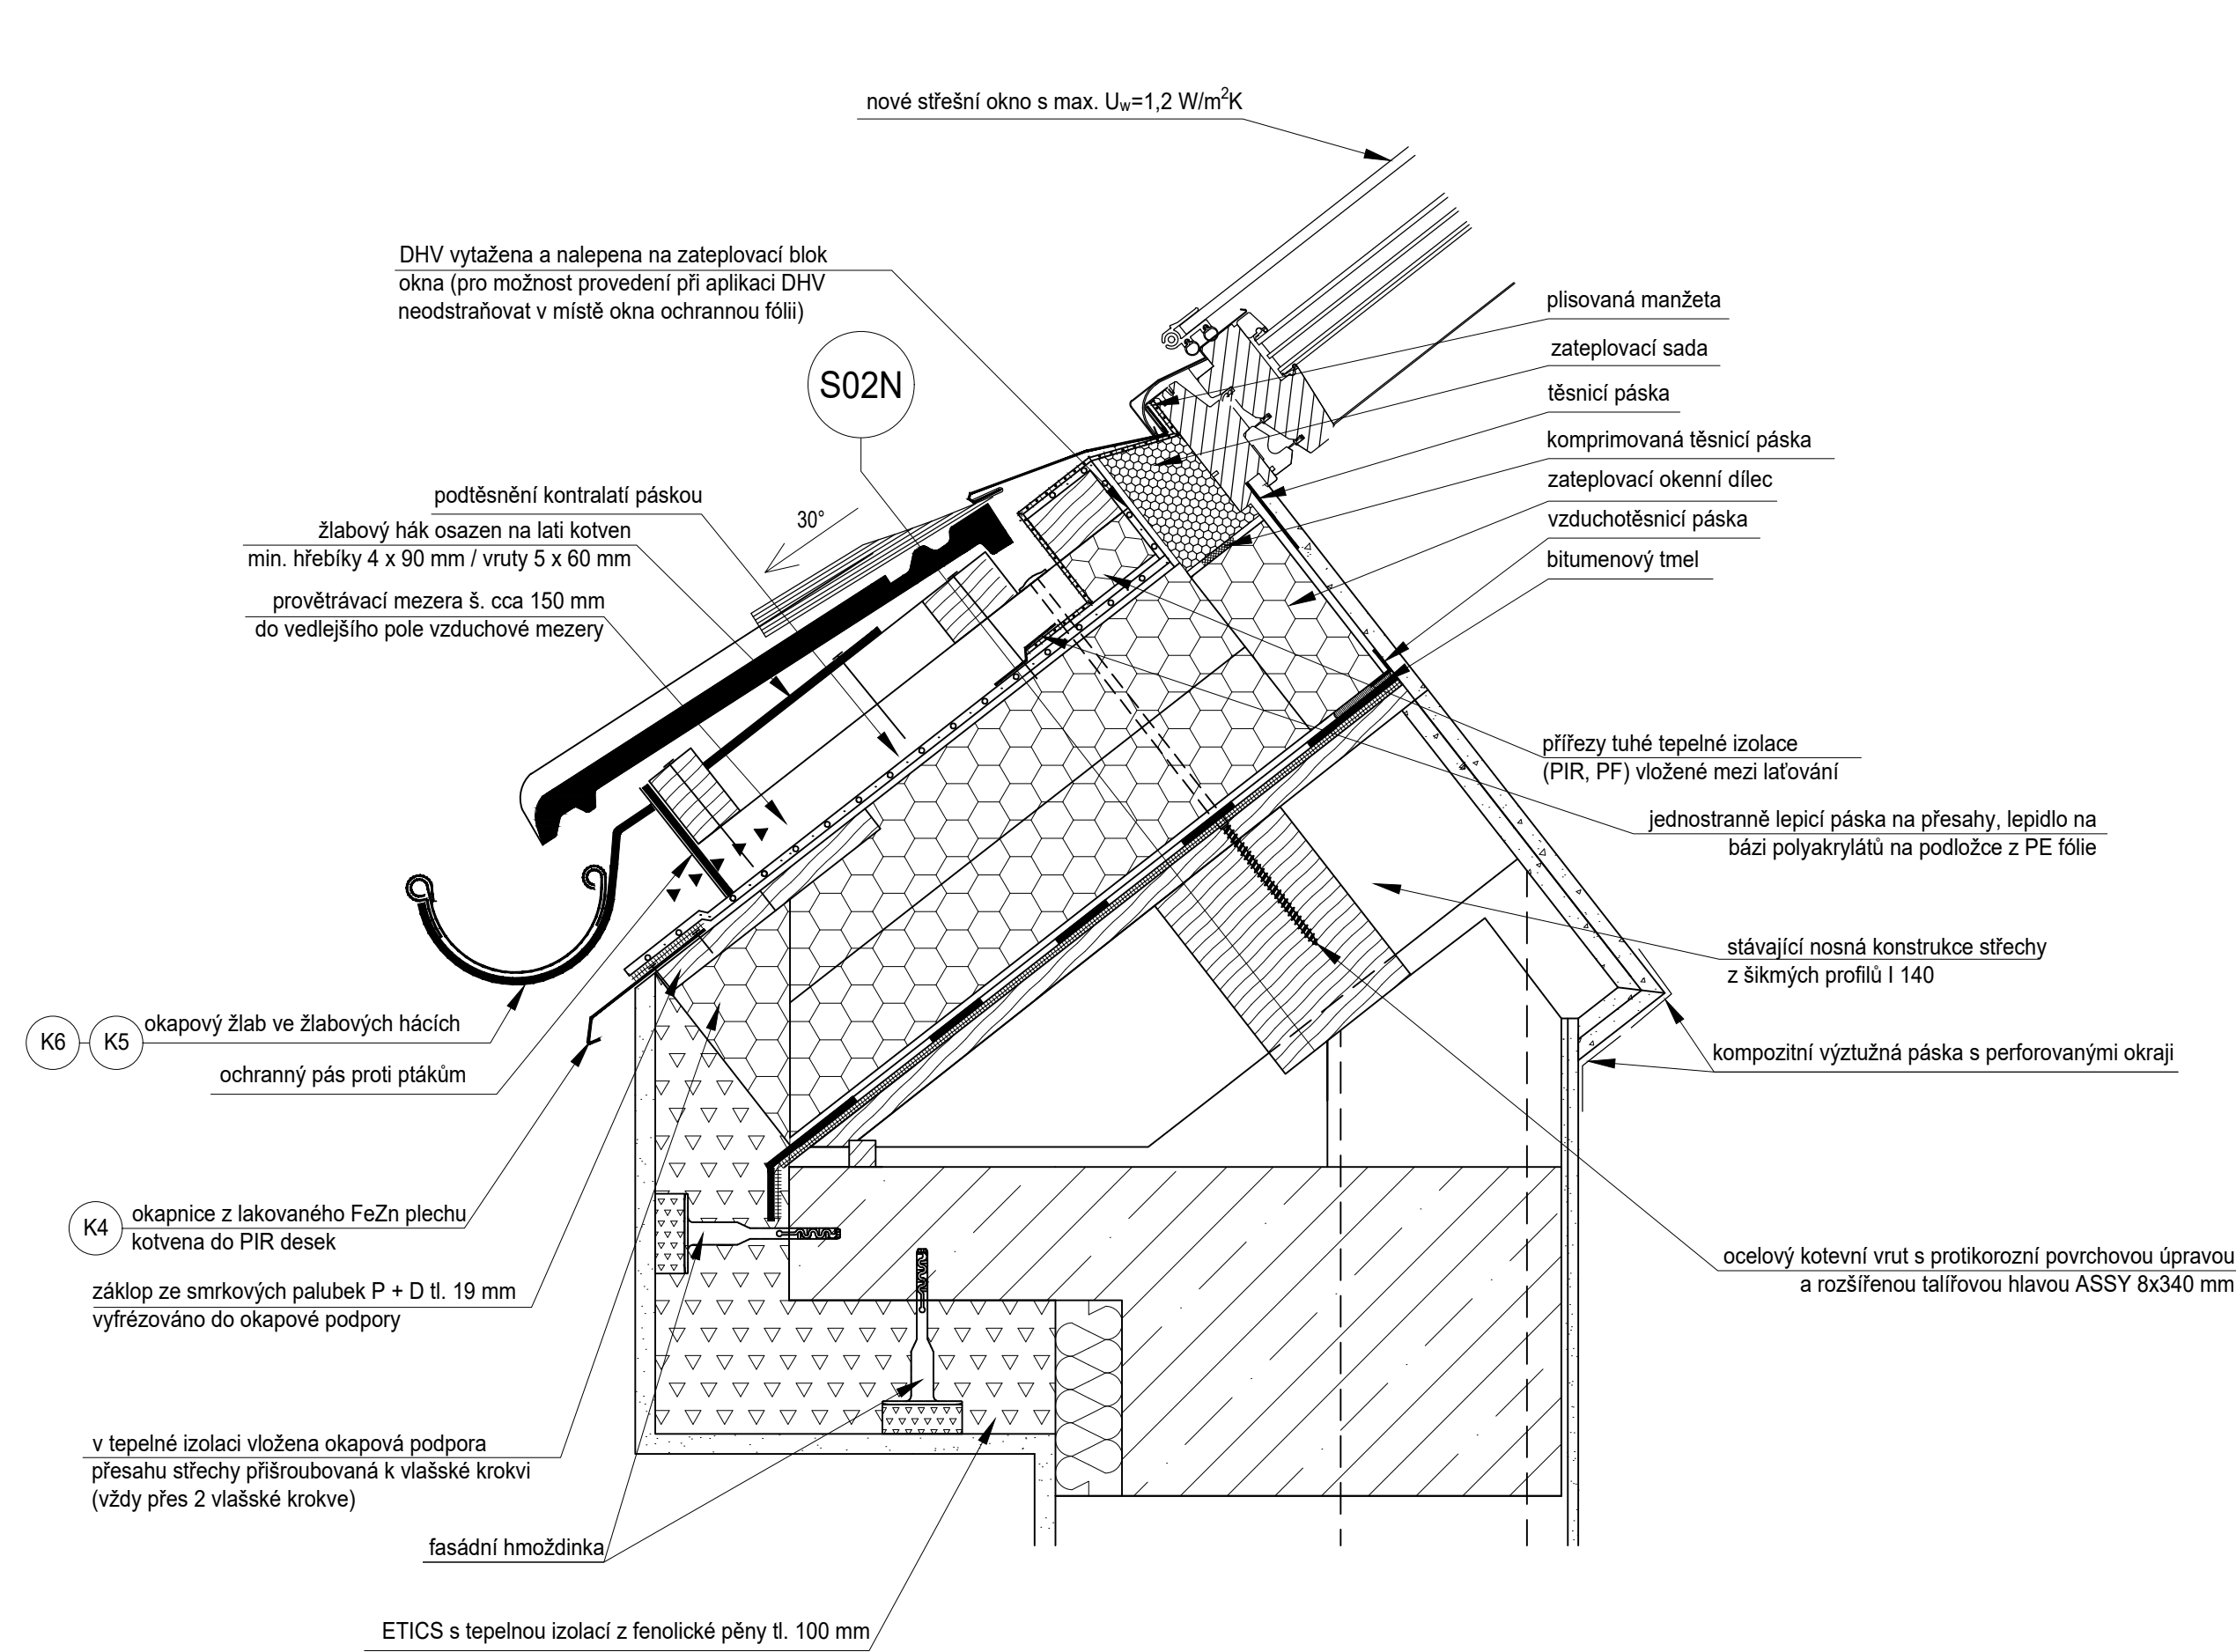 nové střešní okno s max. Uw=1,2 W/m²K
DHV vytažena a nalepena na zateplovací blok
okna (pro možnost provedení při aplikaci DHV
neodstraňovat v místě okna ochrannou fólii)
S02N
podtěsnění kontralatí páskou
žlabový hák osazen na lati kotven
min. hřebíky 4 x 90 mm / vruty 5 x 60 mm
provětrávací mezera š. cca 150 mm
do vedlejšího pole vzduchové mezery
30°
plisovaná manžeta
zateplovací sada
těsnicí páska
komprimovaná těsnicí páska
zateplovací okenní dílec
vzduchotěsnicí páska
bitumenový tmel
přířezy tuhé tepelné izolace
(PIR, PF) vložené mezi laťování
jednostranně lepicí páska na přesahy, lepidlo na
bázi polyakrylátů na podložce z PE fólie
stávající nosná konstrukce střechy
z šikmých profilů I 140
kompozitní výztužná páska s perforovanými okraji
ocelový kotevní vrut s protikorozní povrchovou úpravou
a rozšířenou talířovou hlavou ASSY 8x340 mm
K6 K5 okapový žlab ve žlabových hácích
ochranný pás proti ptákům
K4 okapnice z lakovaného FeZn plechu
kotvena do PIR desek
záklop ze smrkových palubek P + D tl. 19 mm
vyfrézováno do okapové podpory
v tepelné izolaci vložena okapová podpora
přesahu střechy přišroubovaná k vlašské krokvi
(vždy přes 2 vlašské krokve)
fasádní hmoždinka
ETICS s tepelnou izolací z fenolické pěny tl. 100 mm